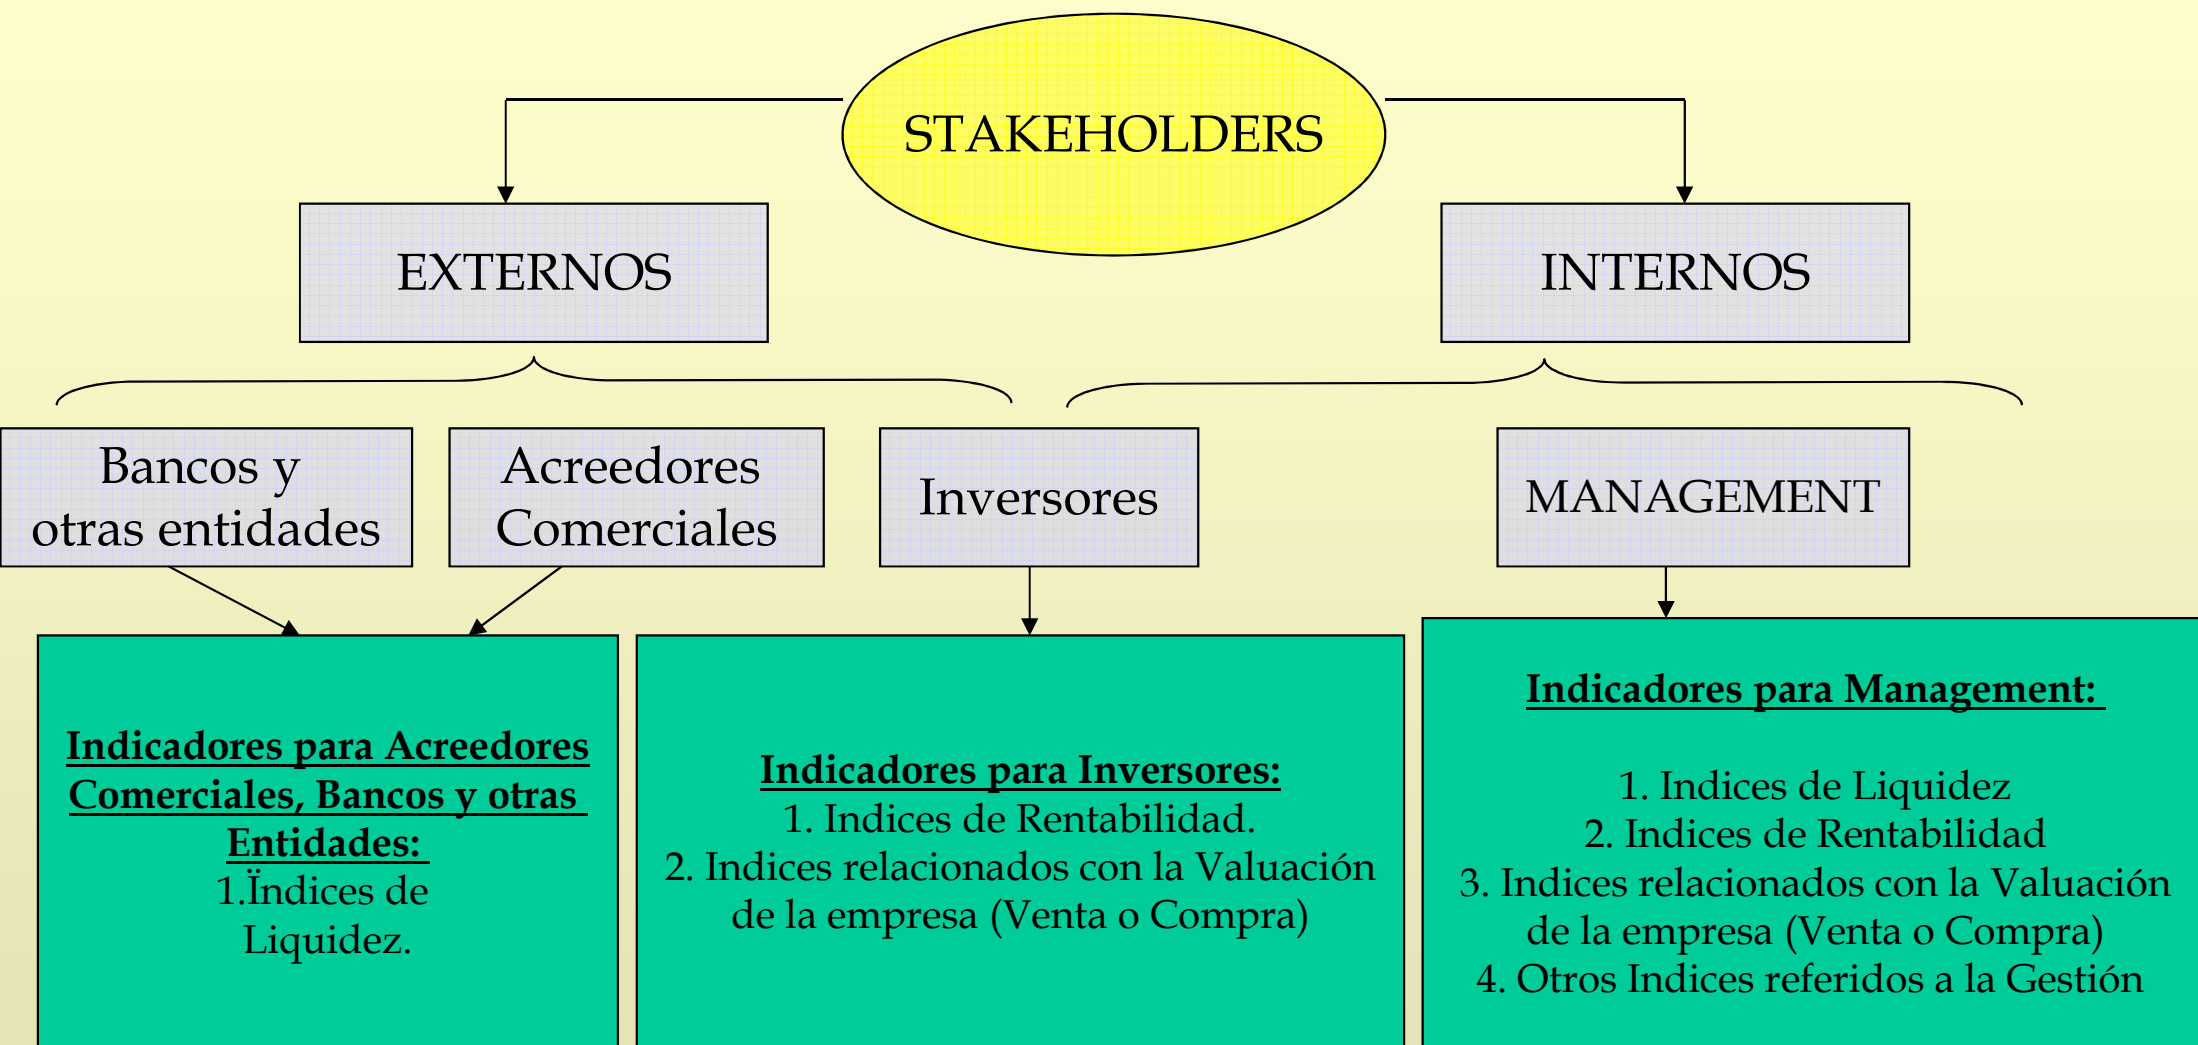 STAKEHOLDERS
EXTERNOS
INTERNOS
Bancos y
otras entidades
Acreedores
Comerciales
Inversores
MANAGEMENT
Indicadores para Acreedores
Comerciales, Bancos y otras
Entidades:
1.Ïndices de
Liquidez.
Indicadores para Inversores:
1. Indices de Rentabilidad.
2. Indices relacionados con la Valuación
de la empresa (Venta o Compra)
Indicadores para Management:
1. Indices de Liquidez
2. Indices de Rentabilidad
3. Indices relacionados con la Valuación
de la empresa (Venta o Compra)
4. Otros Indices referidos a la Gestión